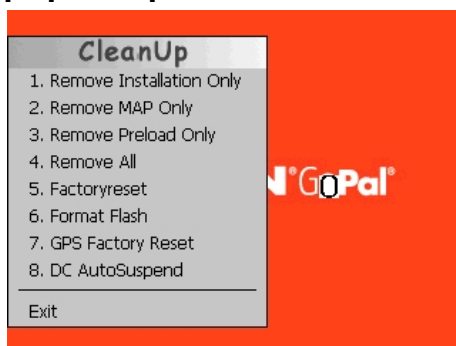 CleanUp
1. Remove Installation Only
2. Remove MAP Only
3. Remove Preload Only
4. Remove All
5. Factoryreset
6. Format Flash
7. GPS Factory Reset
8. DC AutoSuspend
Exit
N®GoPal®